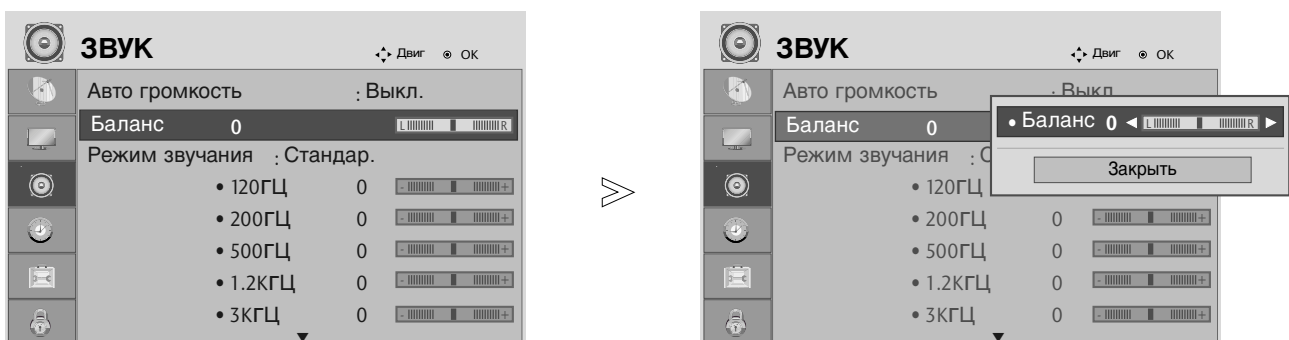 ЗВУК
Двиг OK
Авто громкость : Выкл.
Баланс 0 L R
Режим звучания : Стандар.
• 120ГЦ 0 - +
• 200ГЦ 0 - +
• 500ГЦ 0 - +
• 1.2КГЦ 0 - +
• 3КГЦ 0 - +
ЗВУК
Двиг OK
Авто громкость : Выкл
Баланс 0
• Баланс 0 L R
Закрыть
Режим звучания : С
• 120ГЦ
• 200ГЦ 0 - +
• 500ГЦ 0 - +
• 1.2КГЦ 0 - +
• 3КГЦ 0 - +